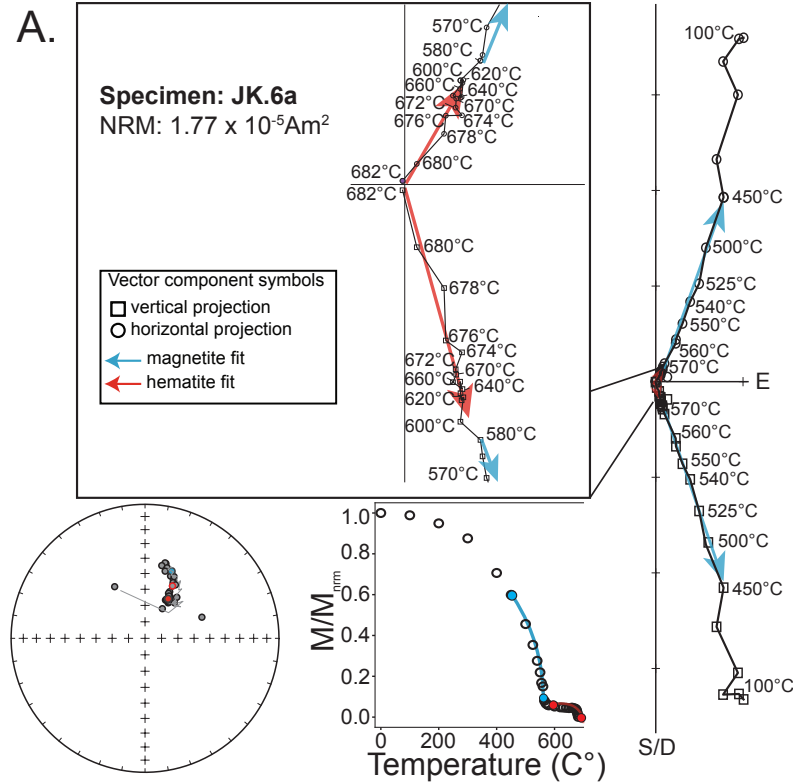 A.
Specimen: JK.6a
NRM: 1.77 x 10⁻⁵Am²
570°C
580°C
600°C
620°C
660°C
640°C
672°C
670°C
676°C
674°C
678°C
680°C
682°C
682°C
680°C
678°C
676°C
674°C
672°C
670°C
660°C
640°C
620°C
600°C
580°C
570°C
Vector component symbols
vertical projection
horizontal projection
magnetite fit
hematite fit
100°C
450°C
500°C
525°C
540°C
550°C
560°C
570°C
E
570°C
560°C
550°C
540°C
525°C
500°C
450°C
100°C
S/D
M/Mnrm
1.0
0.8
0.6
0.4
0.2
0.0
0 200 400 600
Temperature (C°)